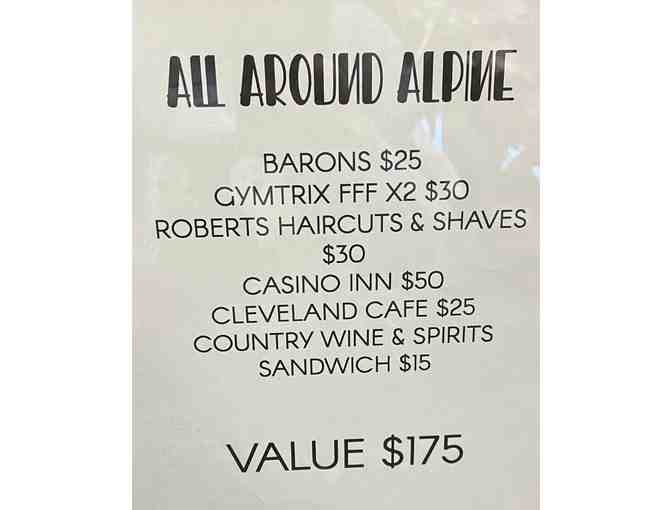 ALL AROUND ALPINE
BARONS $25
GYMTRIX FFF X2 $30
ROBERTS HAIRCUTS & SHAVES
$30
CASINO INN $50
CLEVELAND CAFE $25
COUNTRY WINE & SPIRITS
SANDWICH $15
VALUE $175